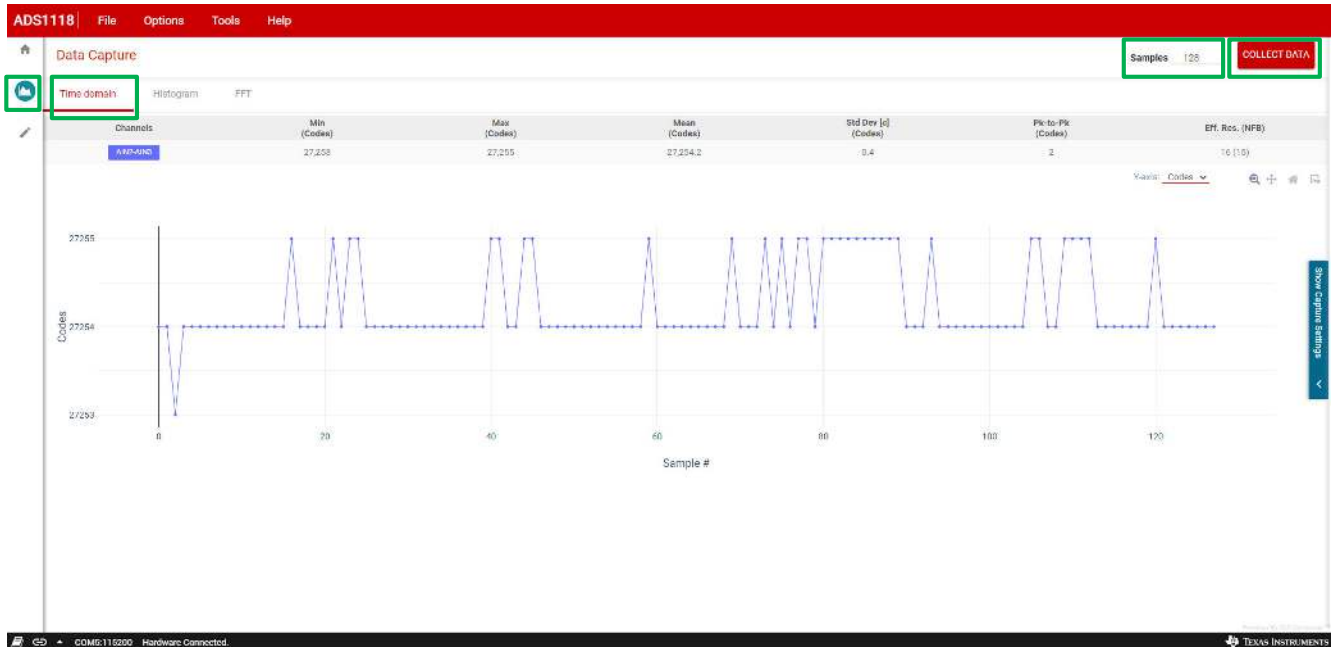 ADS1118 File Options Tools Help
Data Capture Samples 128 COLLECT DATA
Time domain Histogram FFT
Channels Min (Codes) Max (Codes) Mean (Codes) Std Dev [σ] (Codes) Pk-to-Pk (Codes) Eff. Res. (NFB)
27,253 27,255 27,254.2 0.4 2 16 (16)
Y-axis: Codes
27255
27254
27253
Codes
0 20 40 60 80 100 120
Sample #
Show Capture Settings
COM5:115200 Hardware Connected. TEXAS INSTRUMENTS